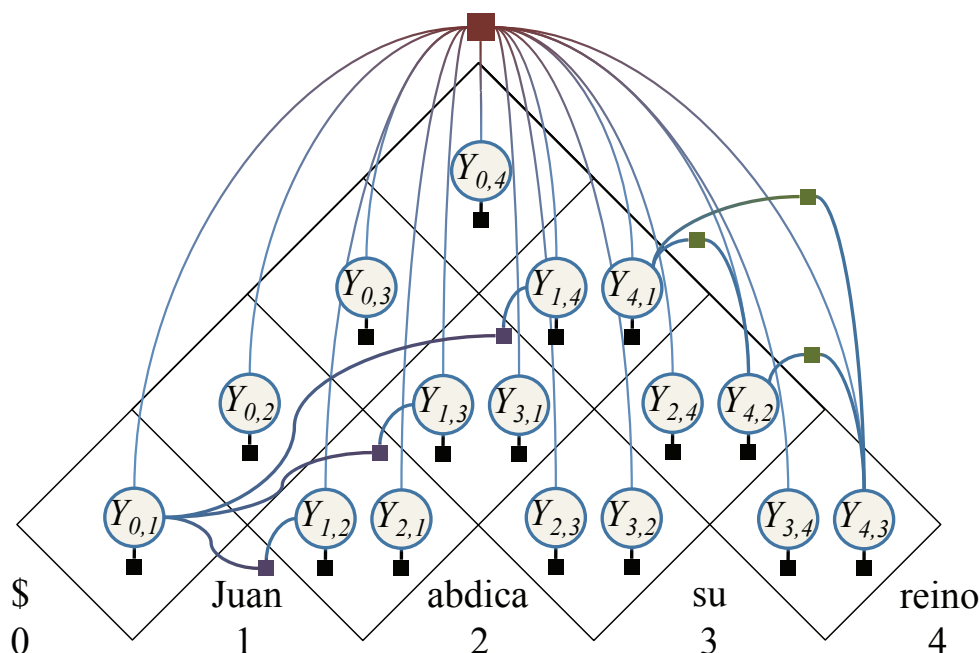 Y0,4
Y0,3 Y1,4 Y4,1
Y0,2 Y1,3 Y3,1 Y2,4 Y4,2
Y0,1 Y1,2 Y2,1 Y2,3 Y3,2 Y3,4 Y4,3
$ Juan abdica su reino
0 1 2 3 4